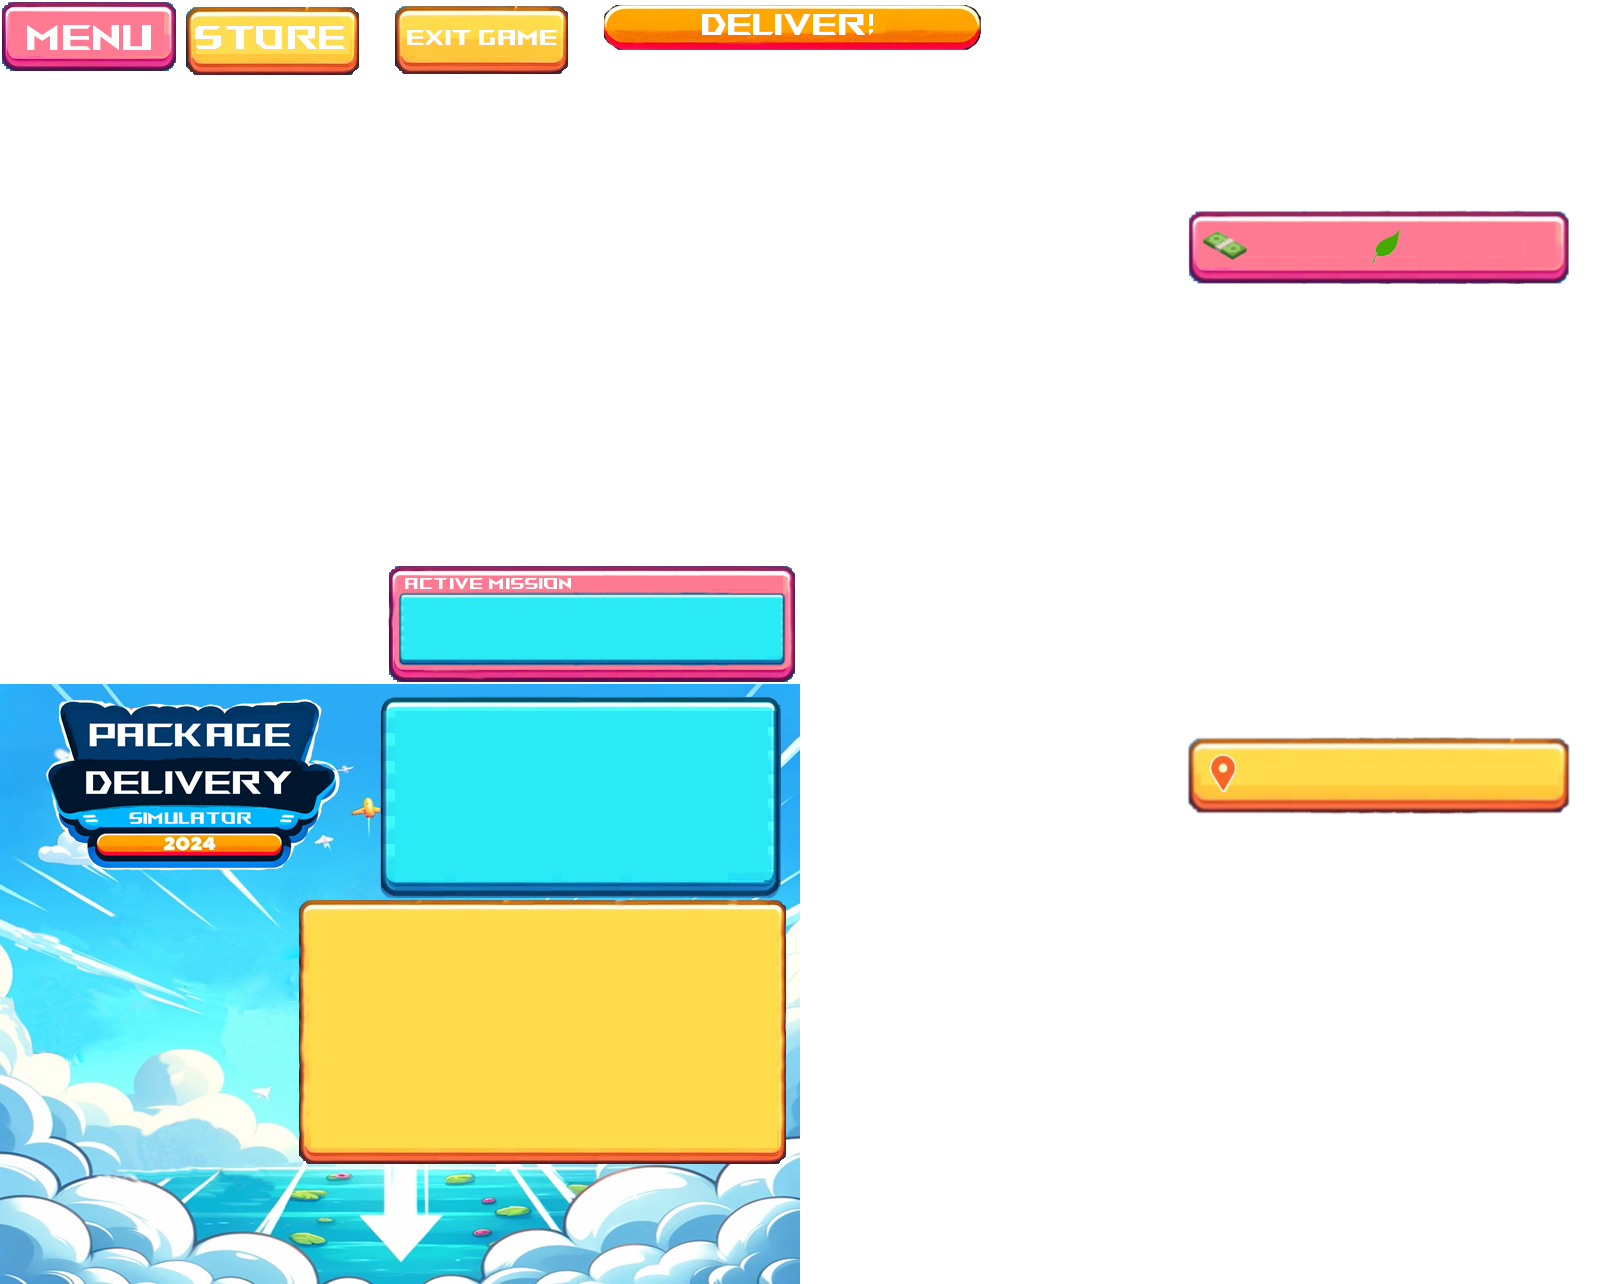 MENU
STORE
EXIT GAME
DELIVER!
ACTIVE MISSION
PACKAGE
DELIVERY
SIMULATOR
2024